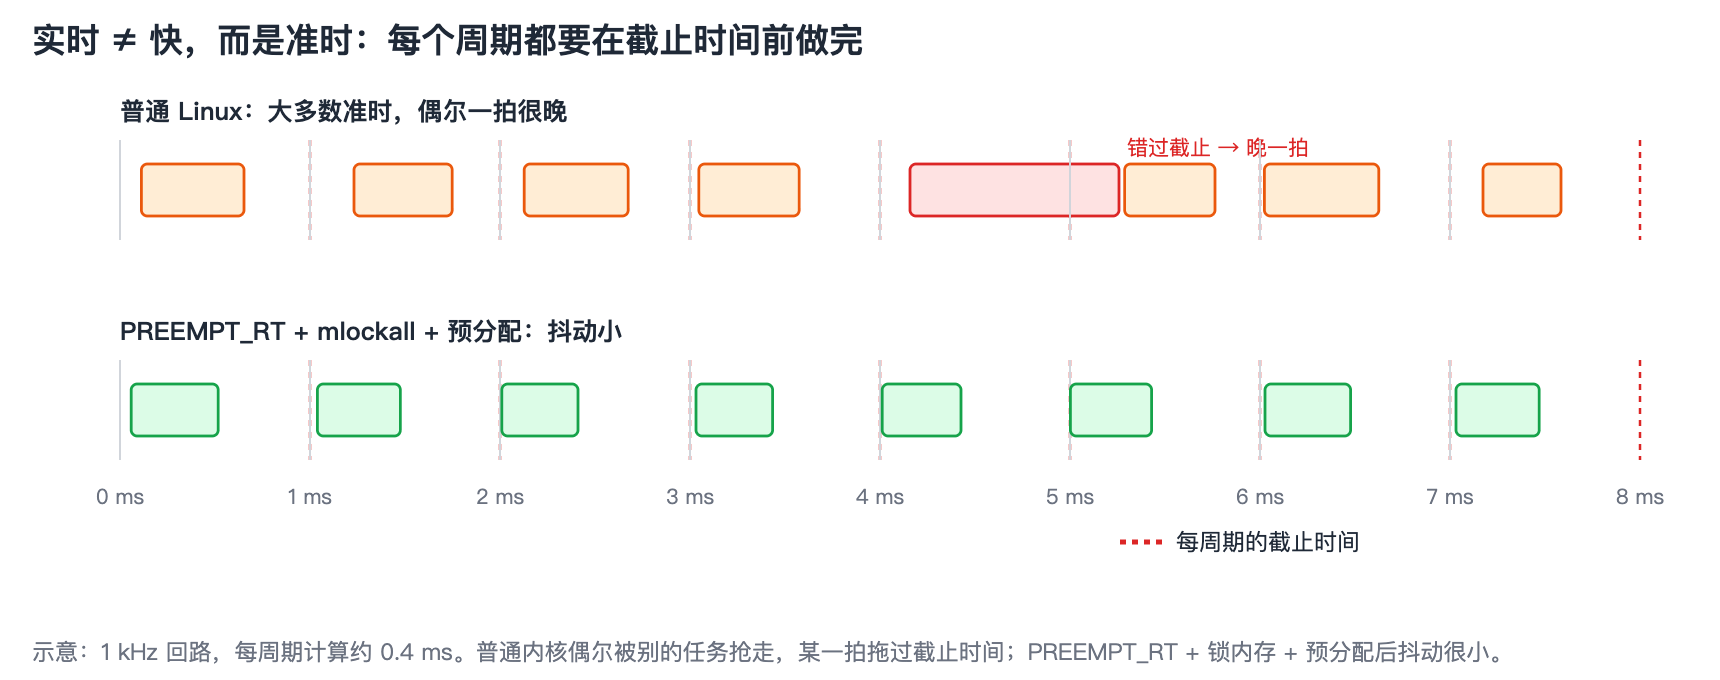 实时 ≠ 快，而是准时：每个周期都要在截止时间前做完
普通 Linux：大多数准时，偶尔一拍很晚
错过截止 → 晚一拍
PREEMPT_RT + mlockall + 预分配：抖动小
0 ms 1 ms 2 ms 3 ms 4 ms 5 ms 6 ms 7 ms 8 ms
每周期的截止时间
示意：1 kHz 回路，每周期计算约 0.4 ms。普通内核偶尔被别的任务抢走，某一拍拖过截止时间；PREEMPT_RT + 锁内存 + 预分配后抖动很小。